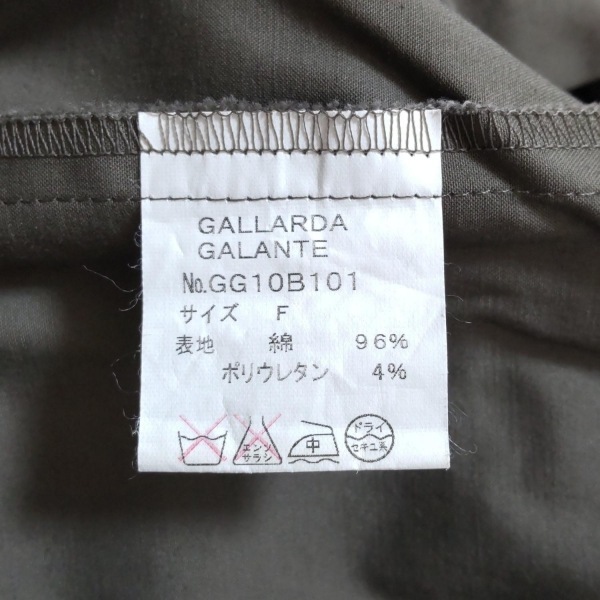 GALLARDA
GALANTE
No.GG10B101
サイズ F
表地 綿 96%
ポリウレタン 4%
エンソ
サラシ
中
ドライ
セキユ系